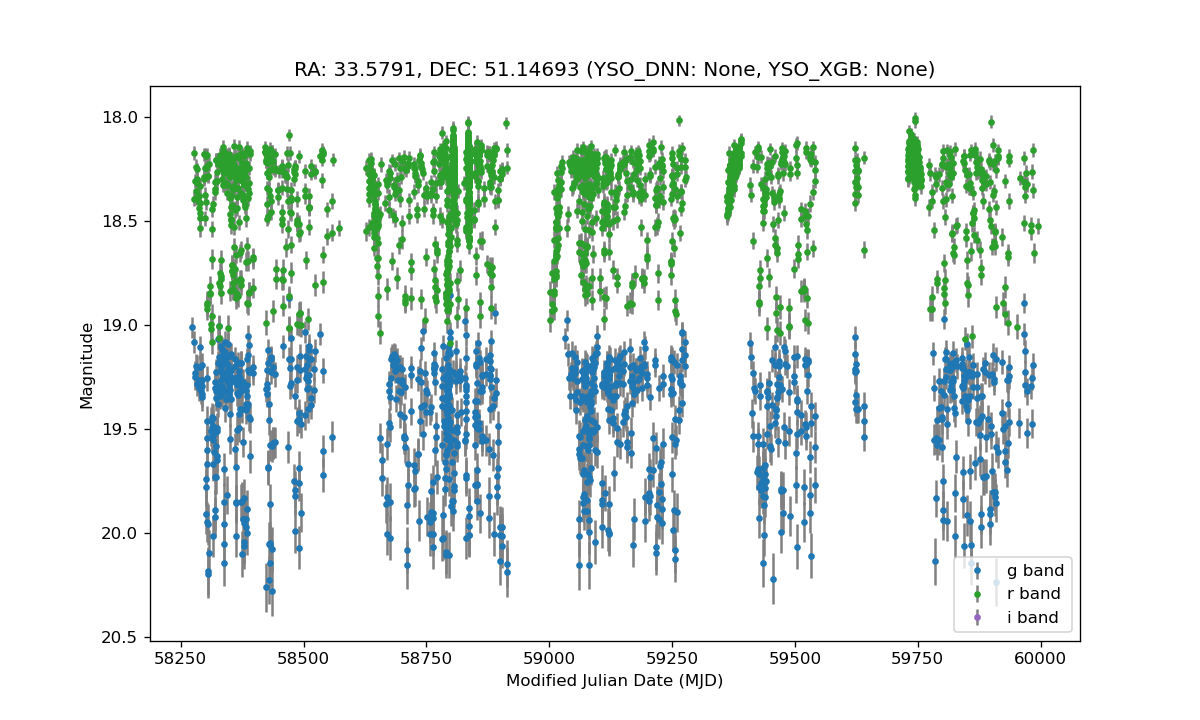 RA: 33.5791, DEC: 51.14693 (YSO_DNN: None, YSO_XGB: None)
18.0
18.5
19.0
19.5
20.0
20.5
Magnitude
g band
r band
i band
58250 58500 58750 59000 59250 59500 59750 60000
Modified Julian Date (MJD)